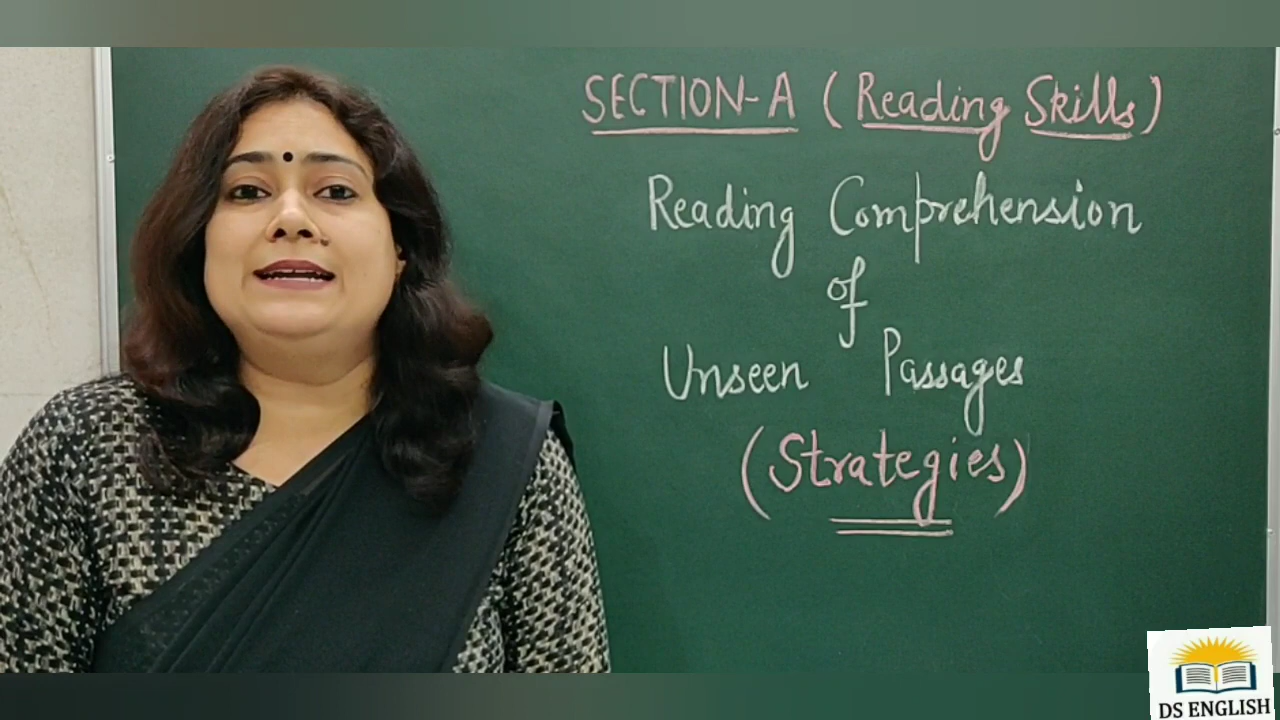 SECTION-A (Reading Skills)
Reading Comprehension
of
Unseen Passages
(Strategies)
DS ENGLISH